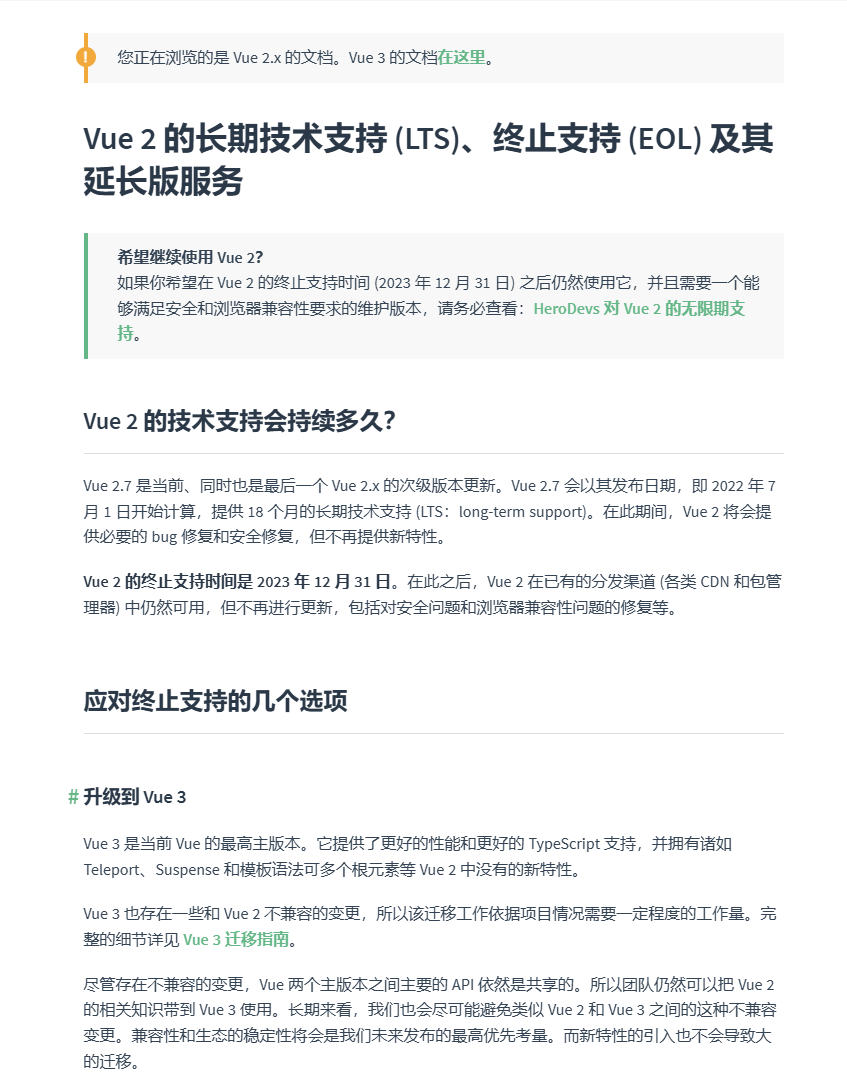 您正在浏览的是 Vue 2.x 的文档。Vue 3 的文档在这里。
Vue 2 的长期技术支持 (LTS)、终止支持 (EOL) 及其
延长版服务
希望继续使用 Vue 2?
如果你希望在 Vue 2 的终止支持时间 (2023 年 12 月 31 日) 之后仍然使用它，并且需要一个能
够满足安全和浏览器兼容性要求的维护版本，请务必查看：HeroDevs 对 Vue 2 的无限期支
持。
Vue 2 的技术支持会持续多久?
Vue 2.7 是当前、同时也是最后一个 Vue 2.x 的次级版本更新。Vue 2.7 会以其发布日期，即 2022 年 7
月 1 日开始计算，提供 18 个月的长期技术支持 (LTS：long-term support)。在此期间，Vue 2 将会提
供必要的 bug 修复和安全修复，但不再提供新特性。
Vue 2 的终止支持时间是 2023 年 12 月 31 日。在此之后，Vue 2 在已有的分发渠道 (各类 CDN 和包管
理器) 中仍然可用，但不再进行更新，包括对安全问题和浏览器兼容性问题的修复等。
应对终止支持的几个选项
# 升级到 Vue 3
Vue 3 是当前 Vue 的最高主版本。它提供了更好的性能和更好的 TypeScript 支持，并拥有诸如
Teleport、Suspense 和模板语法可多个根元素等 Vue 2 中没有的新特性。
Vue 3 也存在一些和 Vue 2 不兼容的变更，所以该迁移工作依据项目情况需要一定程度的工作量。完
整的细节详见 Vue 3 迁移指南。
尽管存在不兼容的变更，Vue 两个主版本之间主要的 API 依然是共享的。所以团队仍然可以把 Vue 2
的相关知识带到 Vue 3 使用。长期来看，我们也会尽可能避免类似 Vue 2 和 Vue 3 之间的这种不兼容
变更。兼容性和生态的稳定性将会是我们未来发布的最高优先考量。而新特性的引入也不会导致大
的迁移。